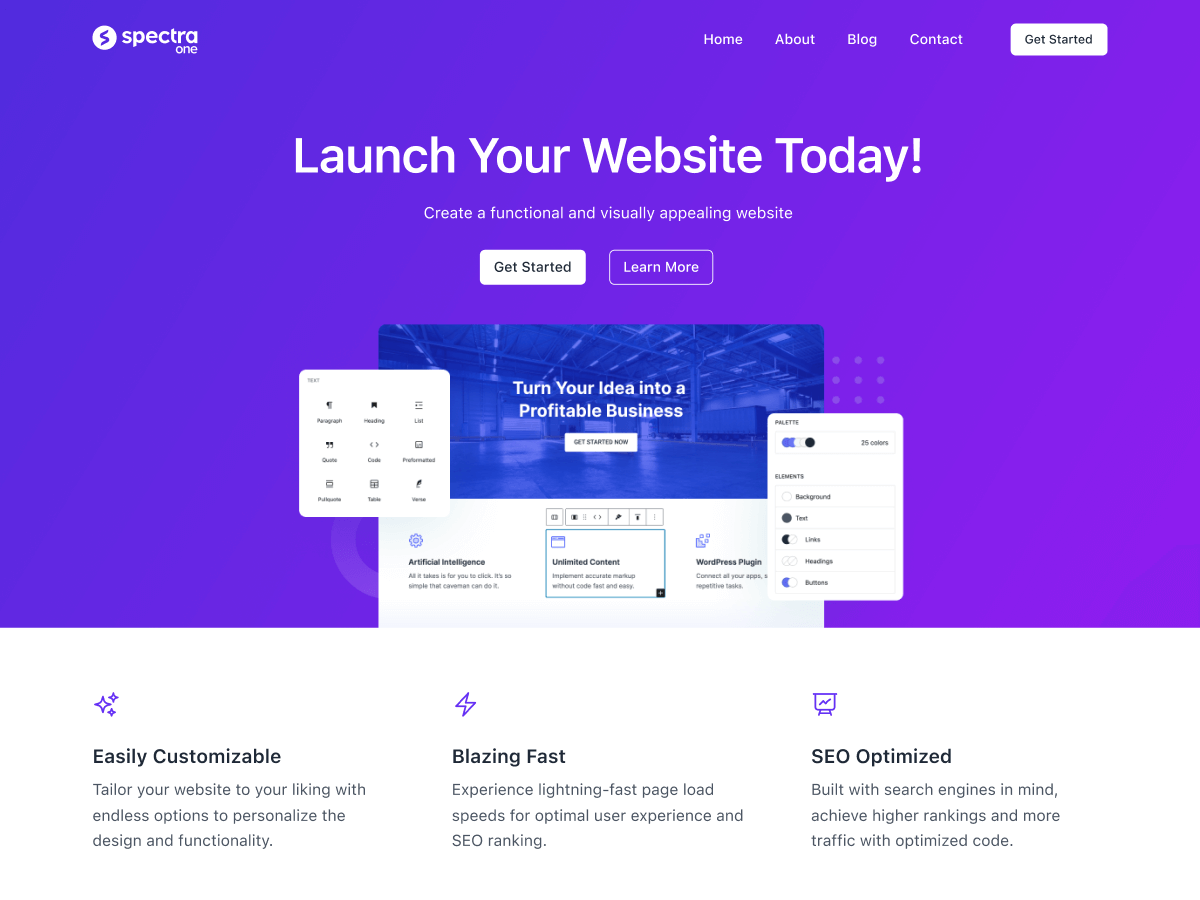 spectra
one
Home About Blog Contact Get Started
Launch Your Website Today!
Create a functional and visually appealing website
Get Started Learn More
TEXT
Paragraph Heading List
Quote Code Preformatted
Pullquote Table Verse
Turn Your Idea into a
Profitable Business
GET STARTED NOW
Artificial Intelligence
All it takes is for you to click. It's so
simple that caveman can do it.
Unlimited Content
Implement accurate markup
without code fast and easy.
WordPress Plugin
Connect all your apps, s
repetitive tasks.
PALETTE
25 colors
ELEMENTS
Background
Text
Links
Headings
Buttons
Easily Customizable
Tailor your website to your liking with
endless options to personalize the
design and functionality.
Blazing Fast
Experience lightning-fast page load
speeds for optimal user experience and
SEO ranking.
SEO Optimized
Built with search engines in mind,
achieve higher rankings and more
traffic with optimized code.